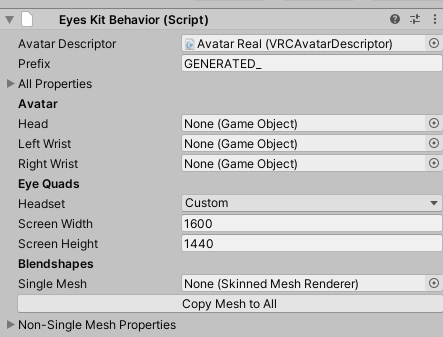 Eyes Kit Behavior (Script)
Avatar Descriptor Avatar Real (VRCAvatarDescriptor)
Prefix GENERATED_
All Properties
Avatar
Head None (Game Object)
Left Wrist None (Game Object)
Right Wrist None (Game Object)
Eye Quads
Headset Custom
Screen Width 1600
Screen Height 1440
Blendshapes
Single Mesh None (Skinned Mesh Renderer)
Copy Mesh to All
Non-Single Mesh Properties